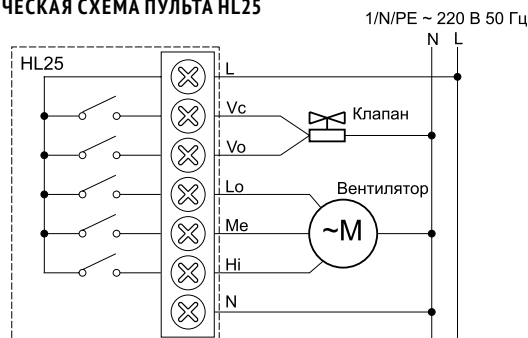 ЧЕСКАЯ СХЕМА ПУЛЬТА HL25
1/N/PE ~ 220 В 50 Гц
N L
HL25
L
Vc
Клапан
Vo
Lo
Вентилятор
Me
~M
Hi
N